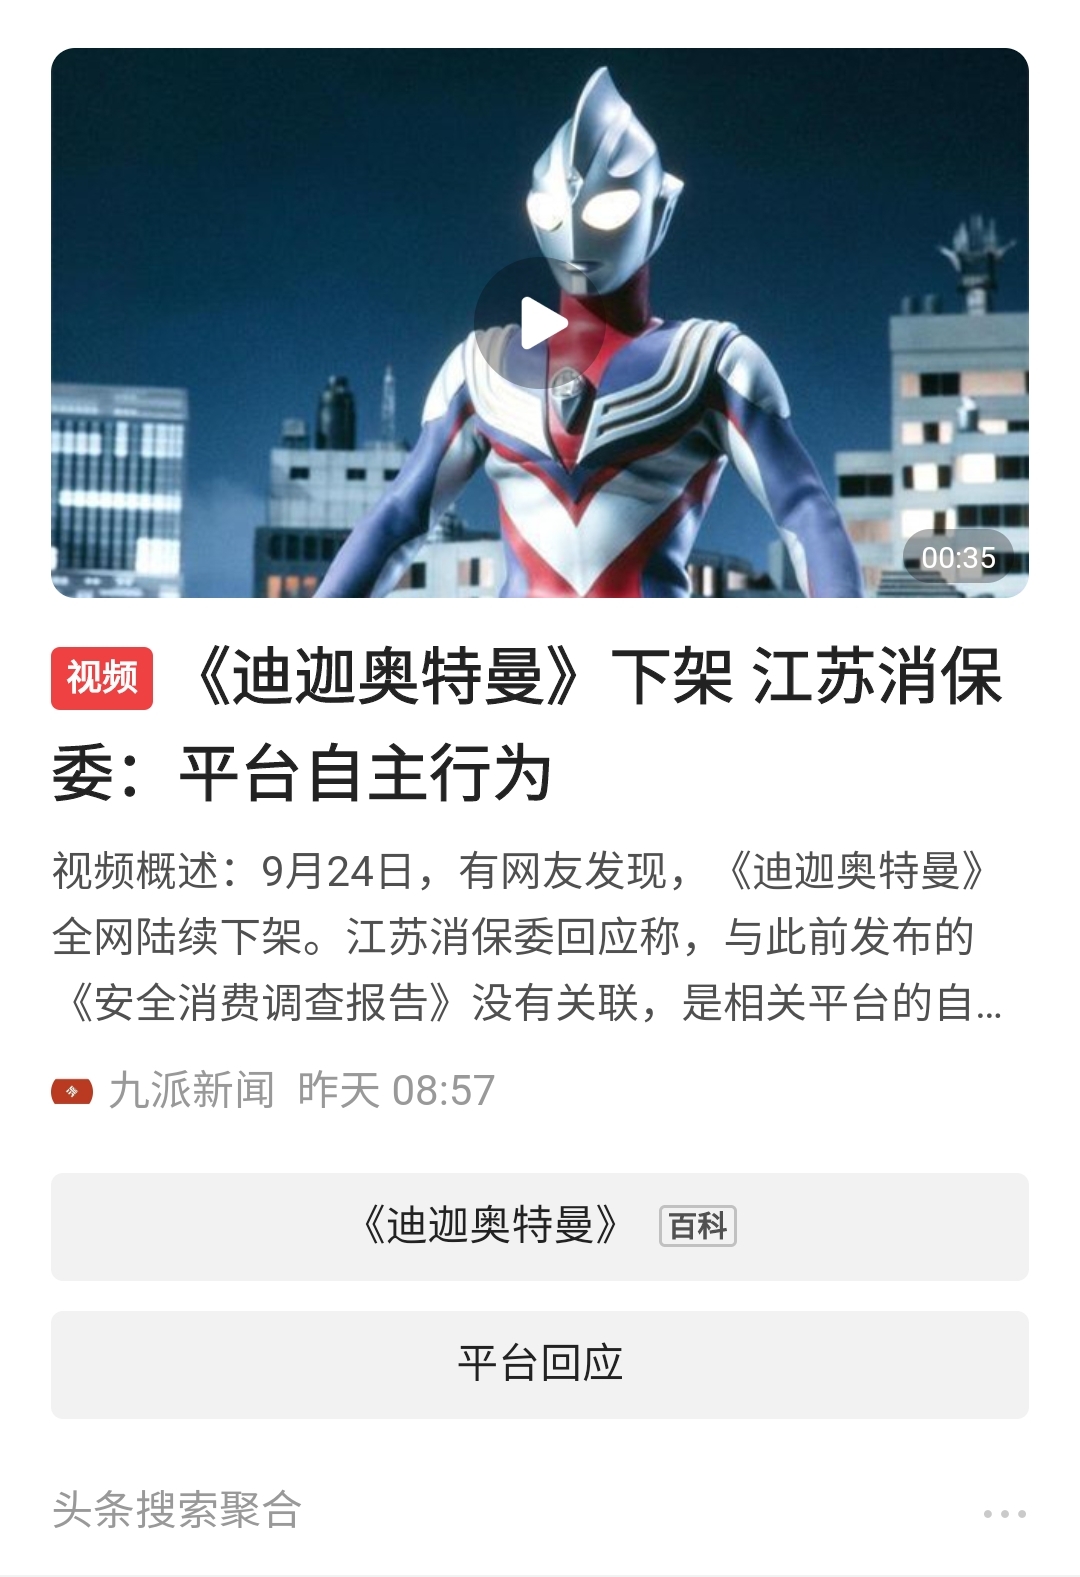 00:35
视频 《迪迦奥特曼》下架 江苏消保
委：平台自主行为
视频概述：9月24日，有网友发现，《迪迦奥特曼》
全网陆续下架。江苏消保委回应称，与此前发布的
《安全消费调查报告》没有关联，是相关平台的自...
九派新闻 昨天 08:57
《迪迦奥特曼》 百科
平台回应
头条搜索聚合